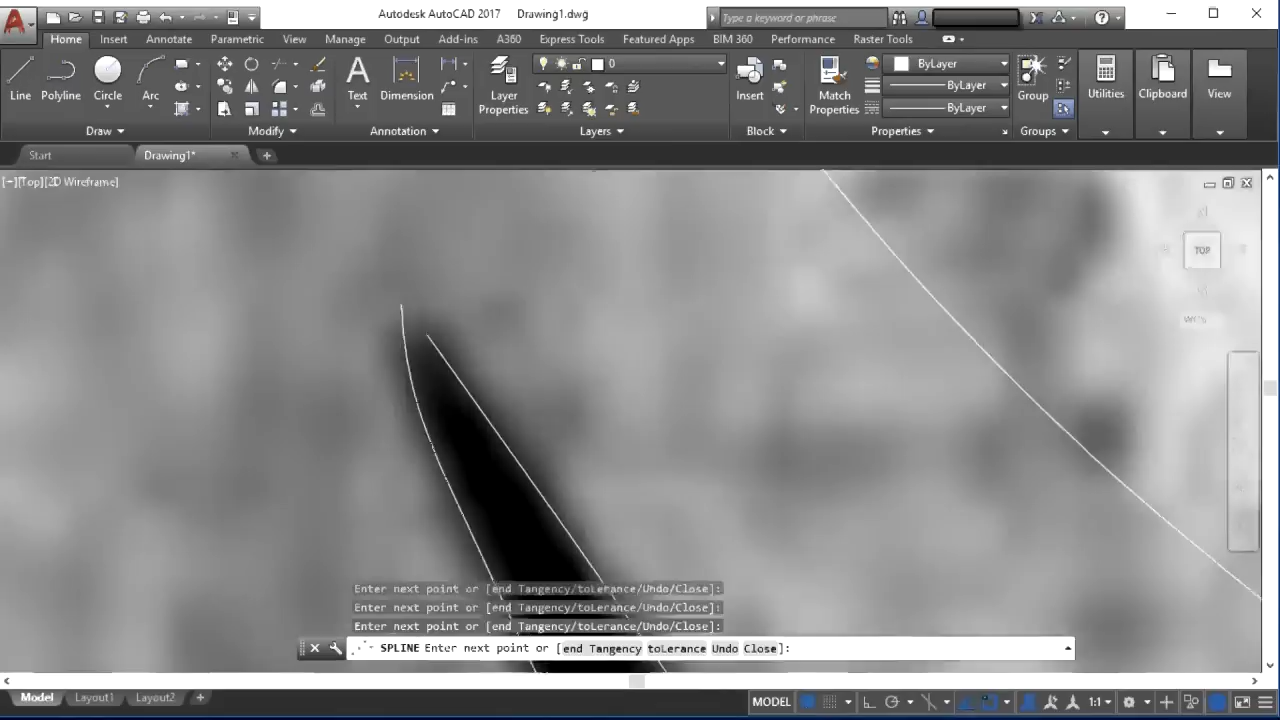 Autodesk AutoCAD 2017 Drawing1.dwg
Type a keyword or phrase
Home Insert Annotate Parametric View Manage Output Add-ins A360 Express Tools Featured Apps BIM 360 Performance Raster Tools
0
ByLayer
ByLayer
ByLayer
Line Polyline Circle Arc Text Dimension Layer Properties Insert Match Properties Group Utilities Clipboard View
Draw Modify Annotation Layers Block Properties Groups
Start Drawing1*
[−][Top][2D Wireframe]
TOP
Enter next point or [end Tangency/toLerance/Undo/Close]:
Enter next point or [end Tangency/toLerance/Undo/Close]:
Enter next point or [end Tangency/toLerance/Undo/Close]:
SPLINE Enter next point or [end Tangency toLerance Undo Close]:
Model Layout1 Layout2 MODEL 1:1